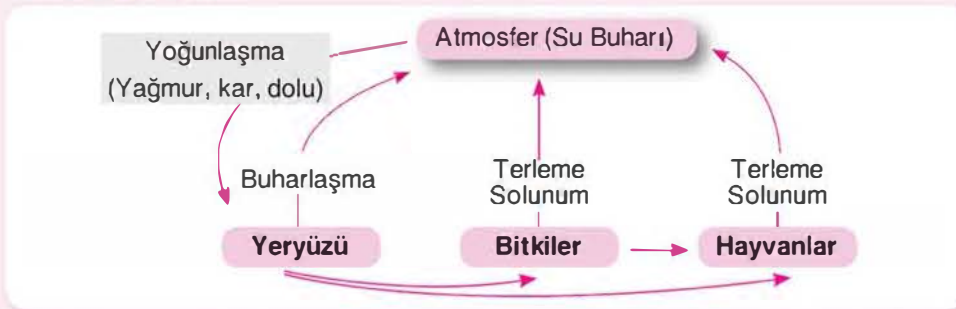 Atmosfer (Su Buharı)
Yoğunlaşma
(Yağmur, kar, dolu)
Buharlaşma
Terleme
Solunum
Terleme
Solunum
Yeryüzü
Bitkiler
Hayvanlar